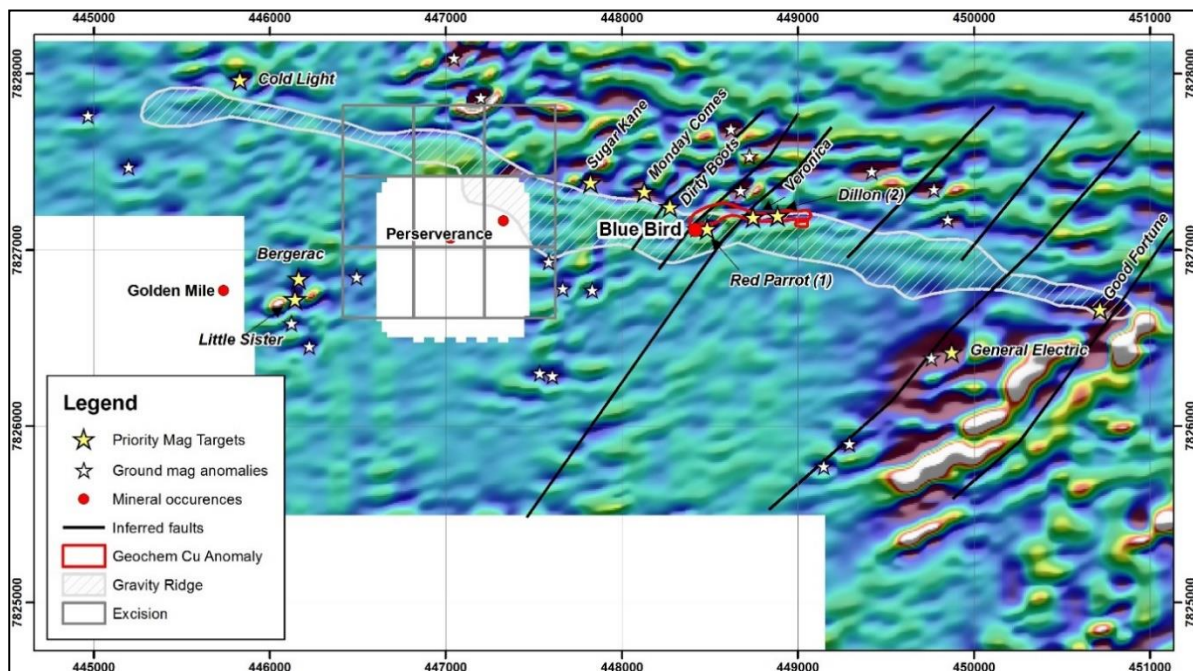 445000 446000 447000 448000 449000 450000 451000
7828000 7828000
Cold Light
Sugar Kane
Monday Comes
Dirty Boots
Veronica
Dillon (2)
7827000 7827000
Perserverance
Blue Bird
Bergerac
Golden Mile
Red Parrot (1)
Good Fortune
Little Sister
General Electric
Legend
Priority Mag Targets
Ground mag anomalies
Mineral occurences
Inferred faults
Geochem Cu Anomaly
Gravity Ridge
Excision
7826000 7826000
7825000 7825000
445000 446000 447000 448000 449000 450000 451000